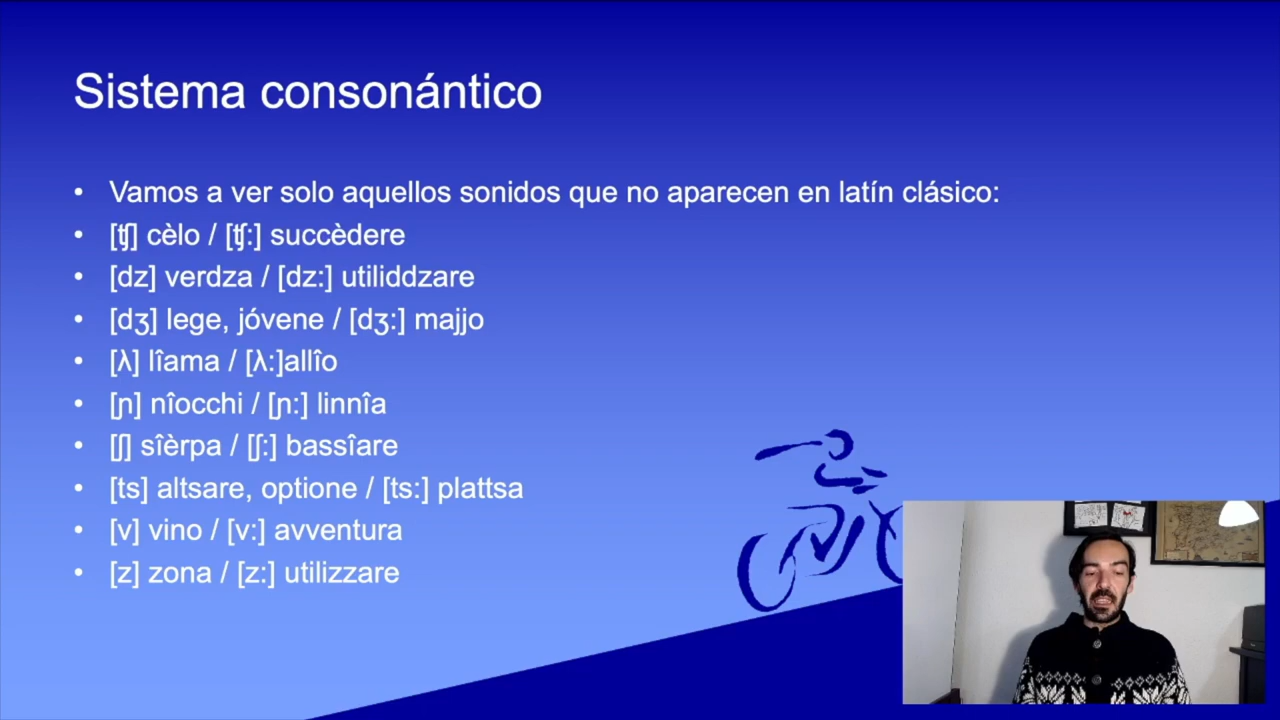 Sistema consonántico
• Vamos a ver solo aquellos sonidos que no aparecen en latín clásico:
• [ʧ] cèlo / [ʧ:] succèdere
• [dz] verdza / [dz:] utiliddzare
• [dʒ] lege, jóvene / [dʒ:] majjo
• [λ] lîama / [λ:]allîo
• [ɲ] nîocchi / [ɲ:] linnîa
• [ʃ] sîèrpa / [ʃ:] bassîare
• [ts] altsare, optione / [ts:] plattsa
• [v] vino / [v:] avventura
• [z] zona / [z:] utilizzare